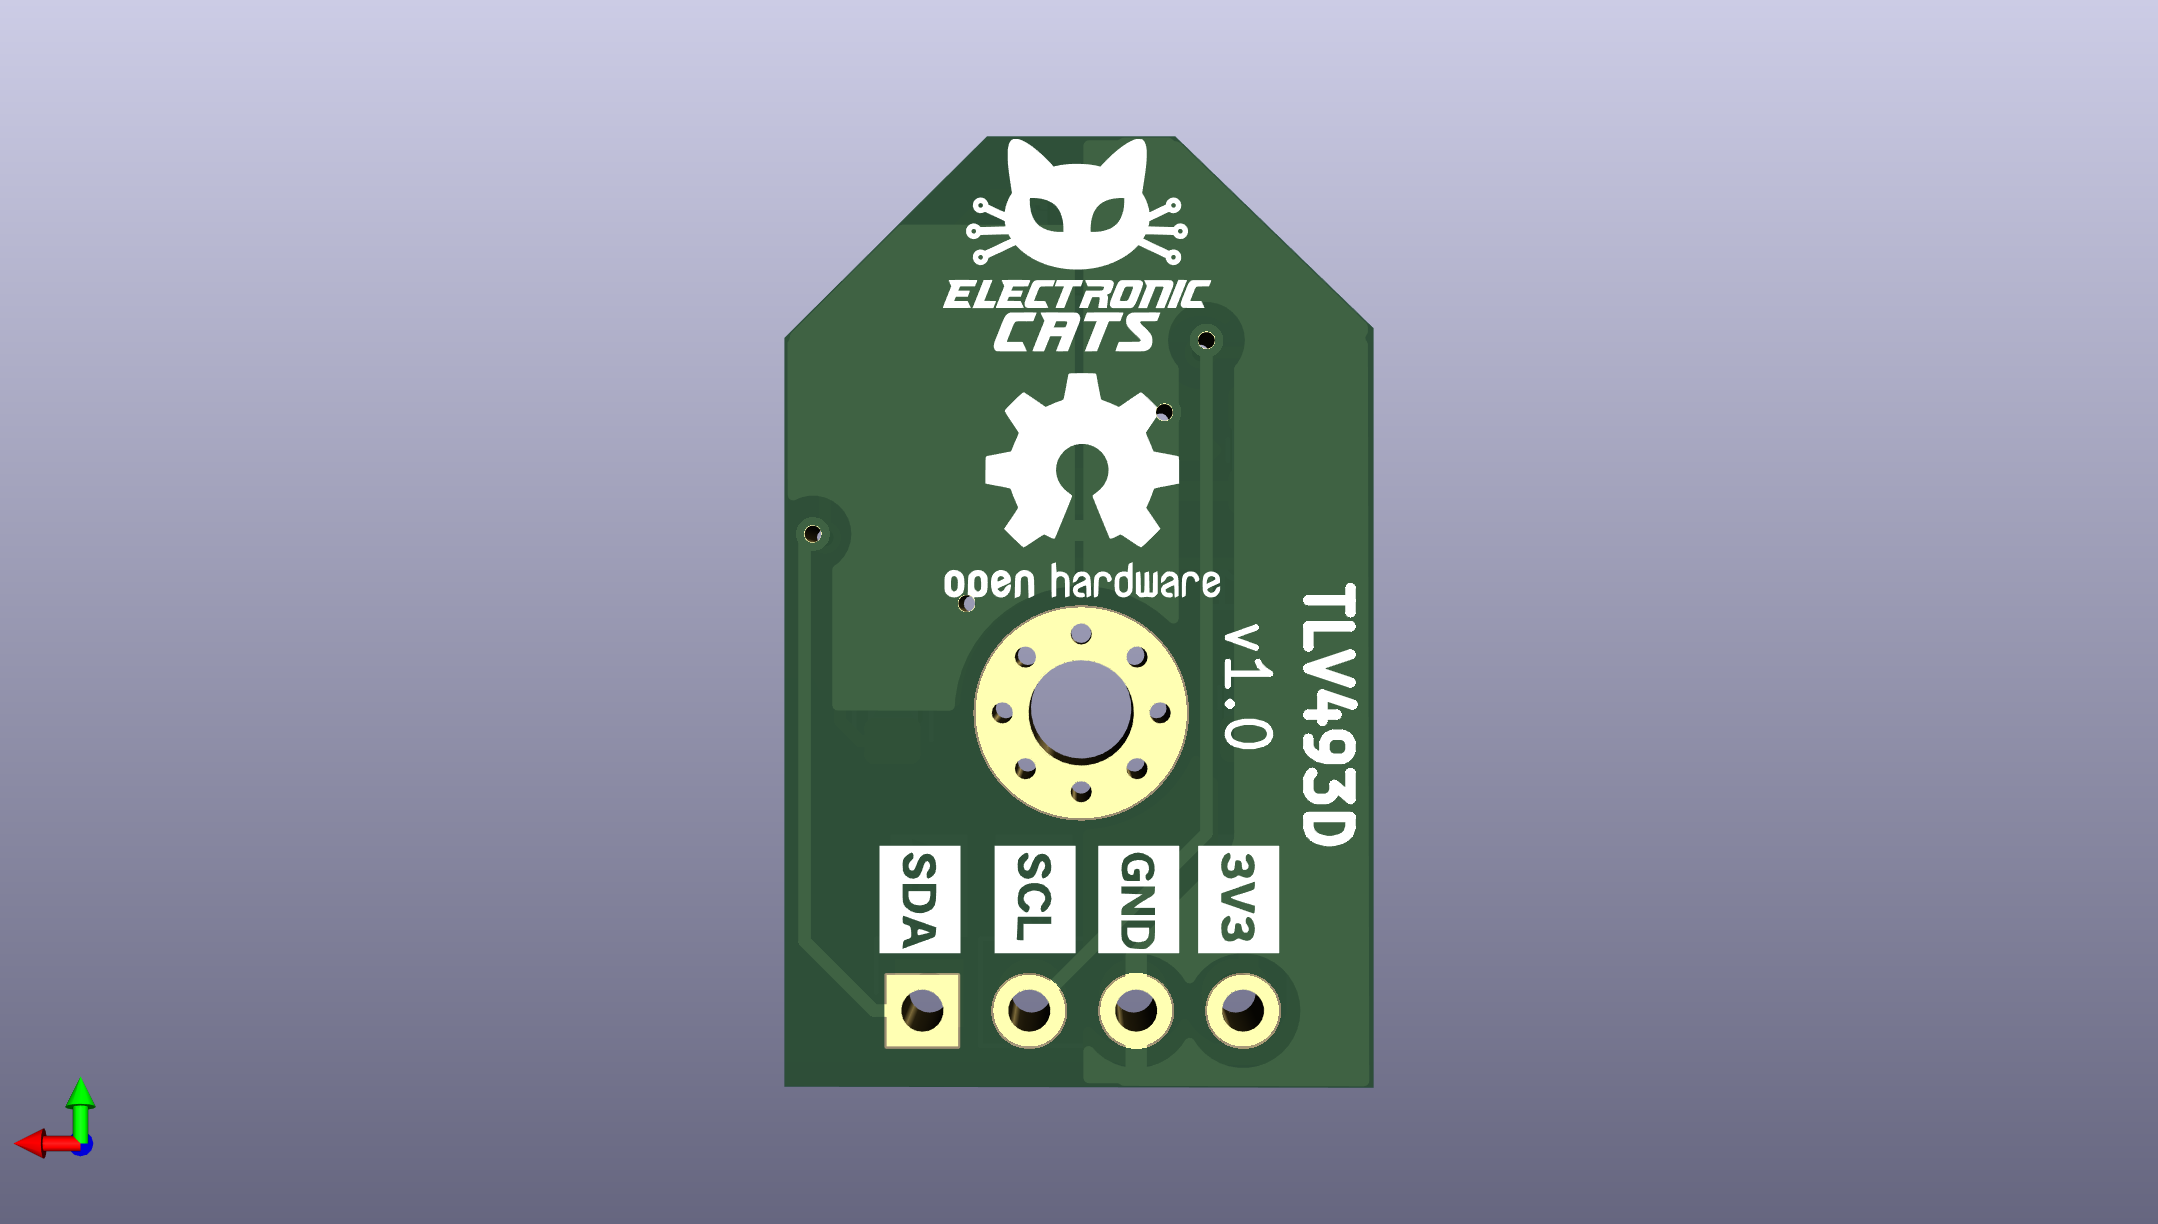 ELECTRONIC
CATS
open hardware
v1.0
TLV493D
SDA
SCL
GND
3V3